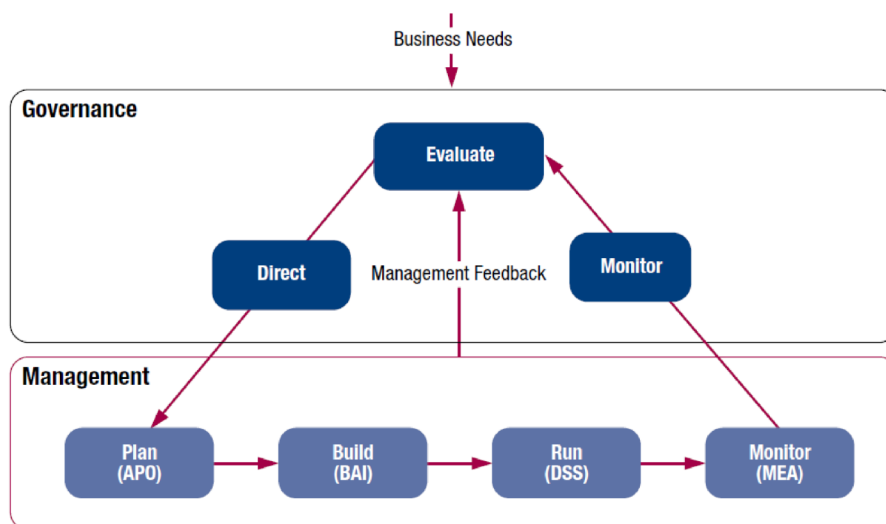 Business Needs
Governance
Evaluate
Direct
Management Feedback
Monitor
Management
Plan
(APO)
Build
(BAI)
Run
(DSS)
Monitor
(MEA)